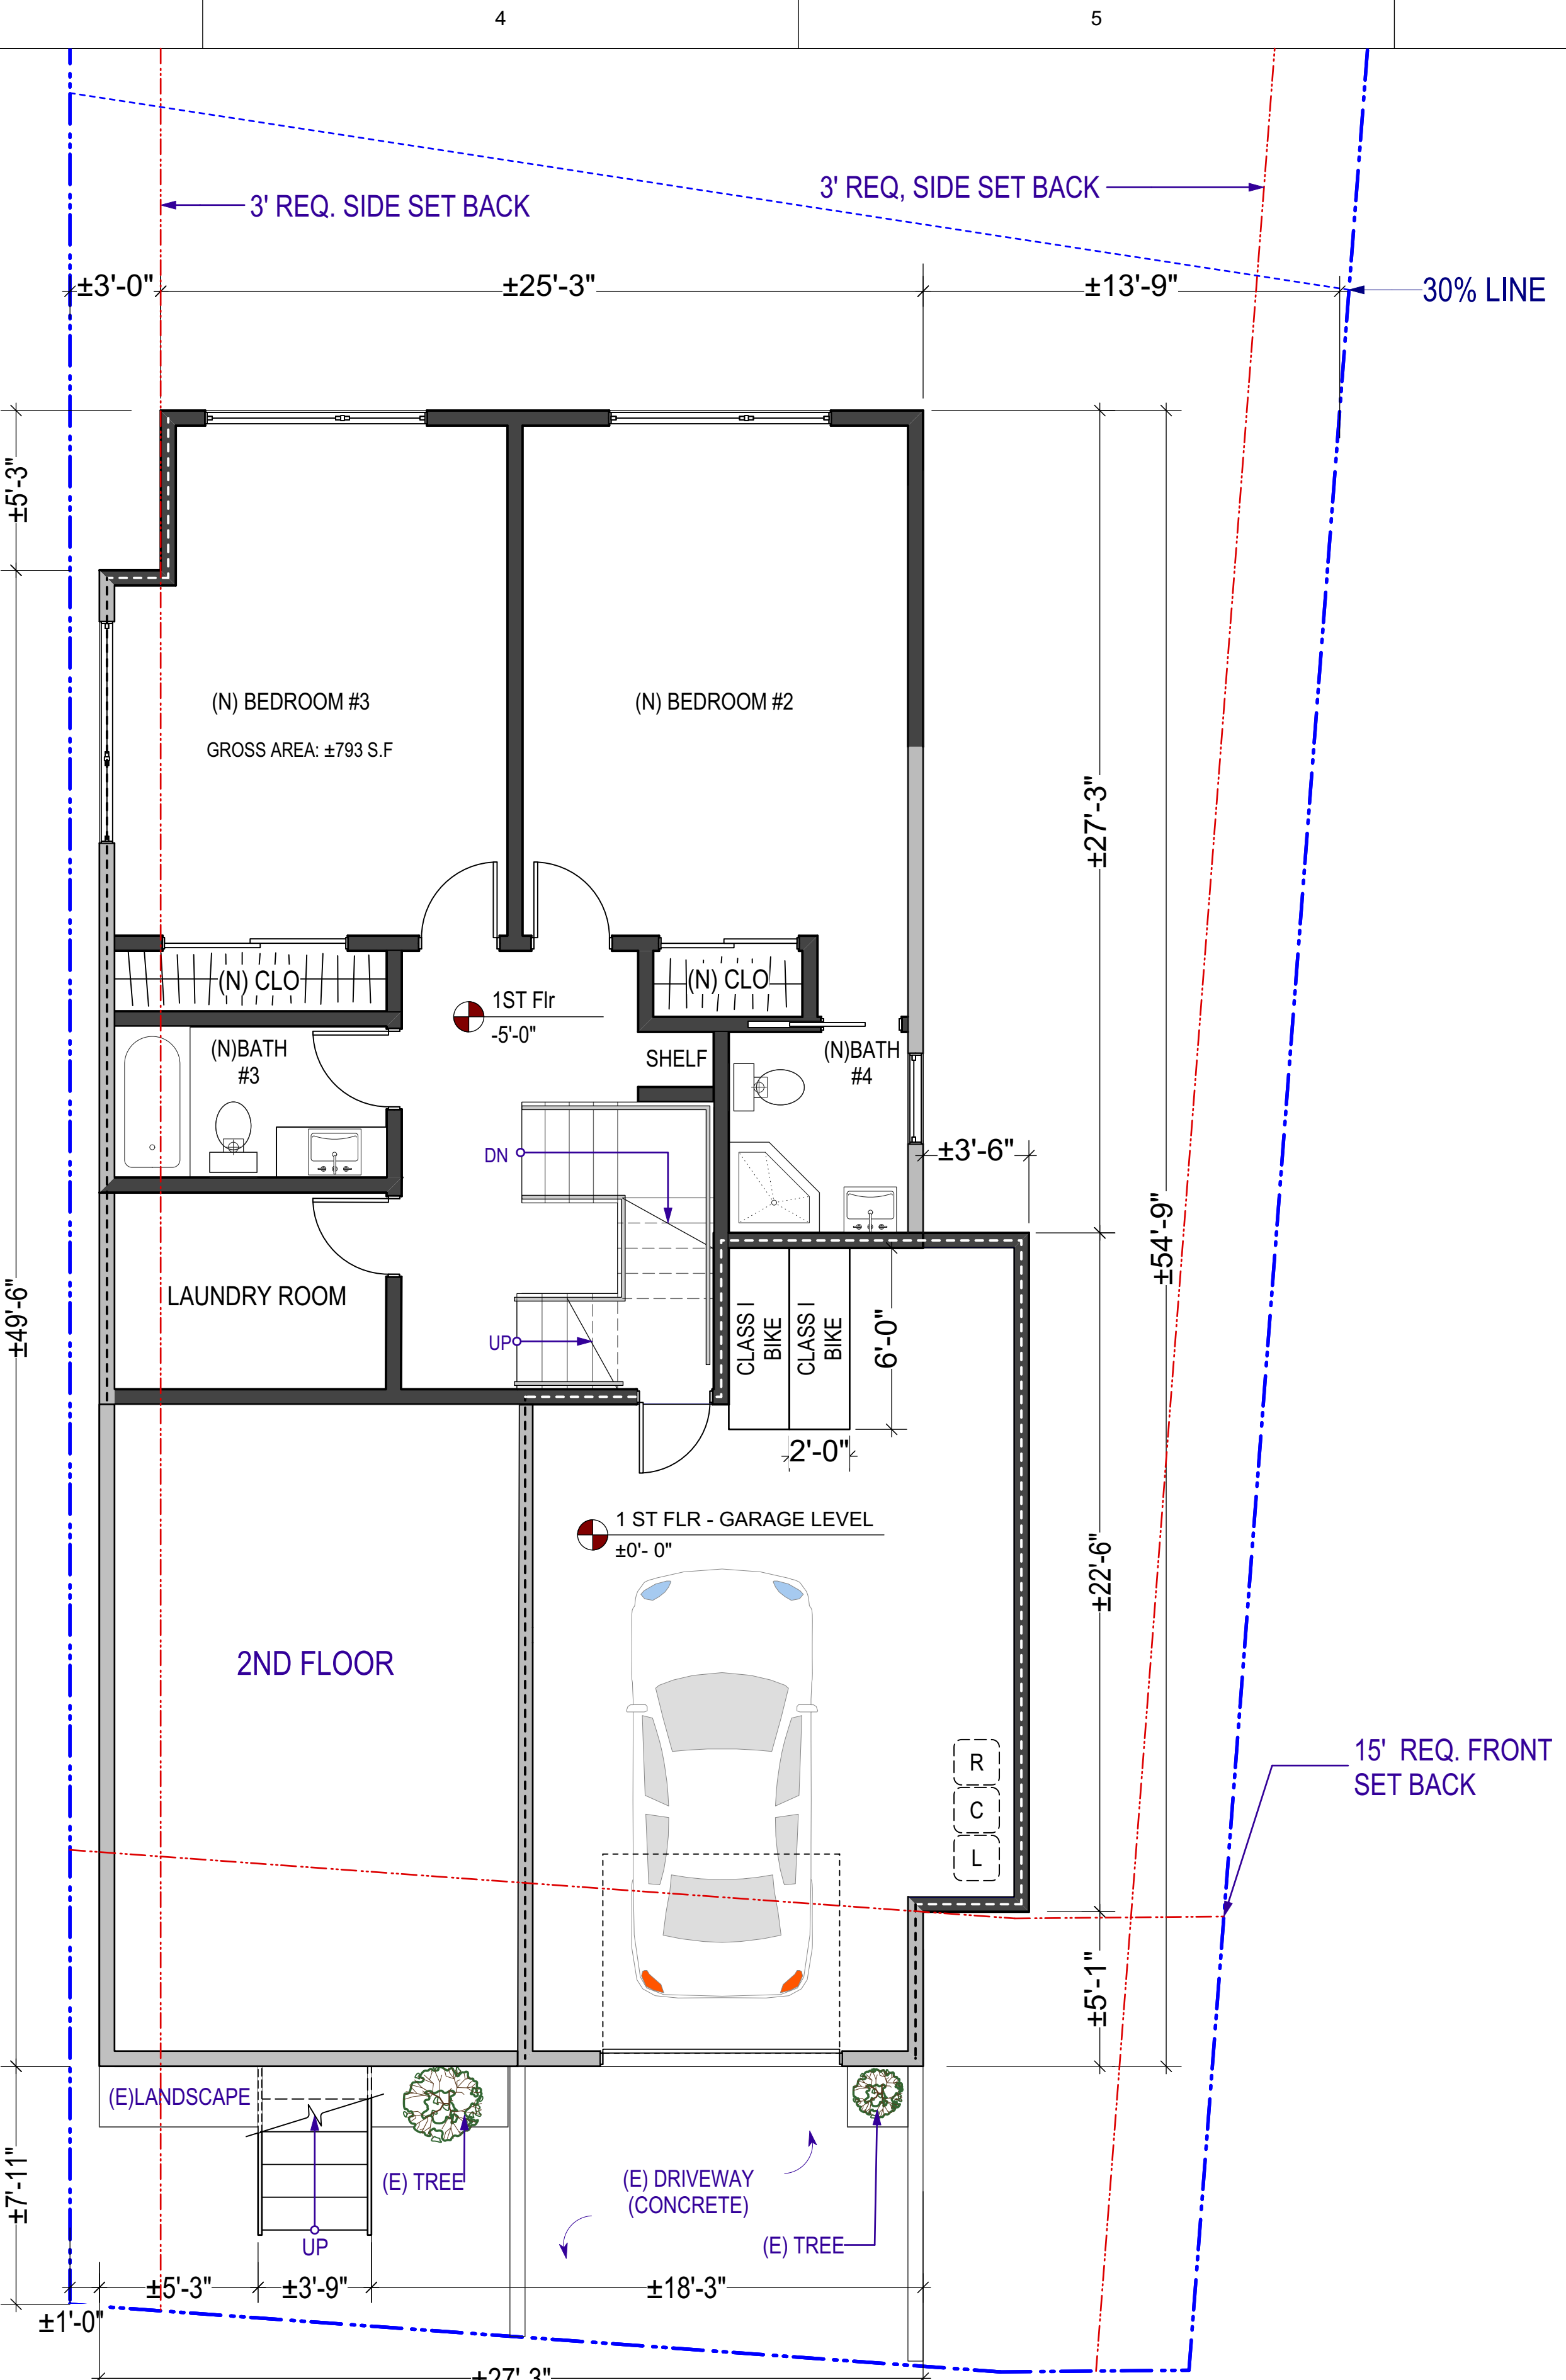 4
5
3' REQ. SIDE SET BACK
3' REQ, SIDE SET BACK
±3'-0"
±25'-3"
±13'-9"
30% LINE
±5'-3"
(N) BEDROOM #3
GROSS AREA: ±793 S.F
(N) BEDROOM #2
±27'-3"
(N) CLO
(N) CLO
1ST Flr
-5'-0"
(N)BATH
#3
SHELF
(N)BATH
#4
DN
±3'-6"
±54'-9"
±49'-6"
LAUNDRY ROOM
UP
CLASS I
BIKE
CLASS I
BIKE
6'-0"
2'-0"
1 ST FLR - GARAGE LEVEL
±0'- 0"
±22'-6"
2ND FLOOR
R
C
L
15' REQ. FRONT
SET BACK
±5'-1"
(E)LANDSCAPE
(E) TREE
(E) DRIVEWAY
(CONCRETE)
(E) TREE
±7'-11"
UP
±5'-3"
±3'-9"
±18'-3"
±1'-0"
±27'-3"